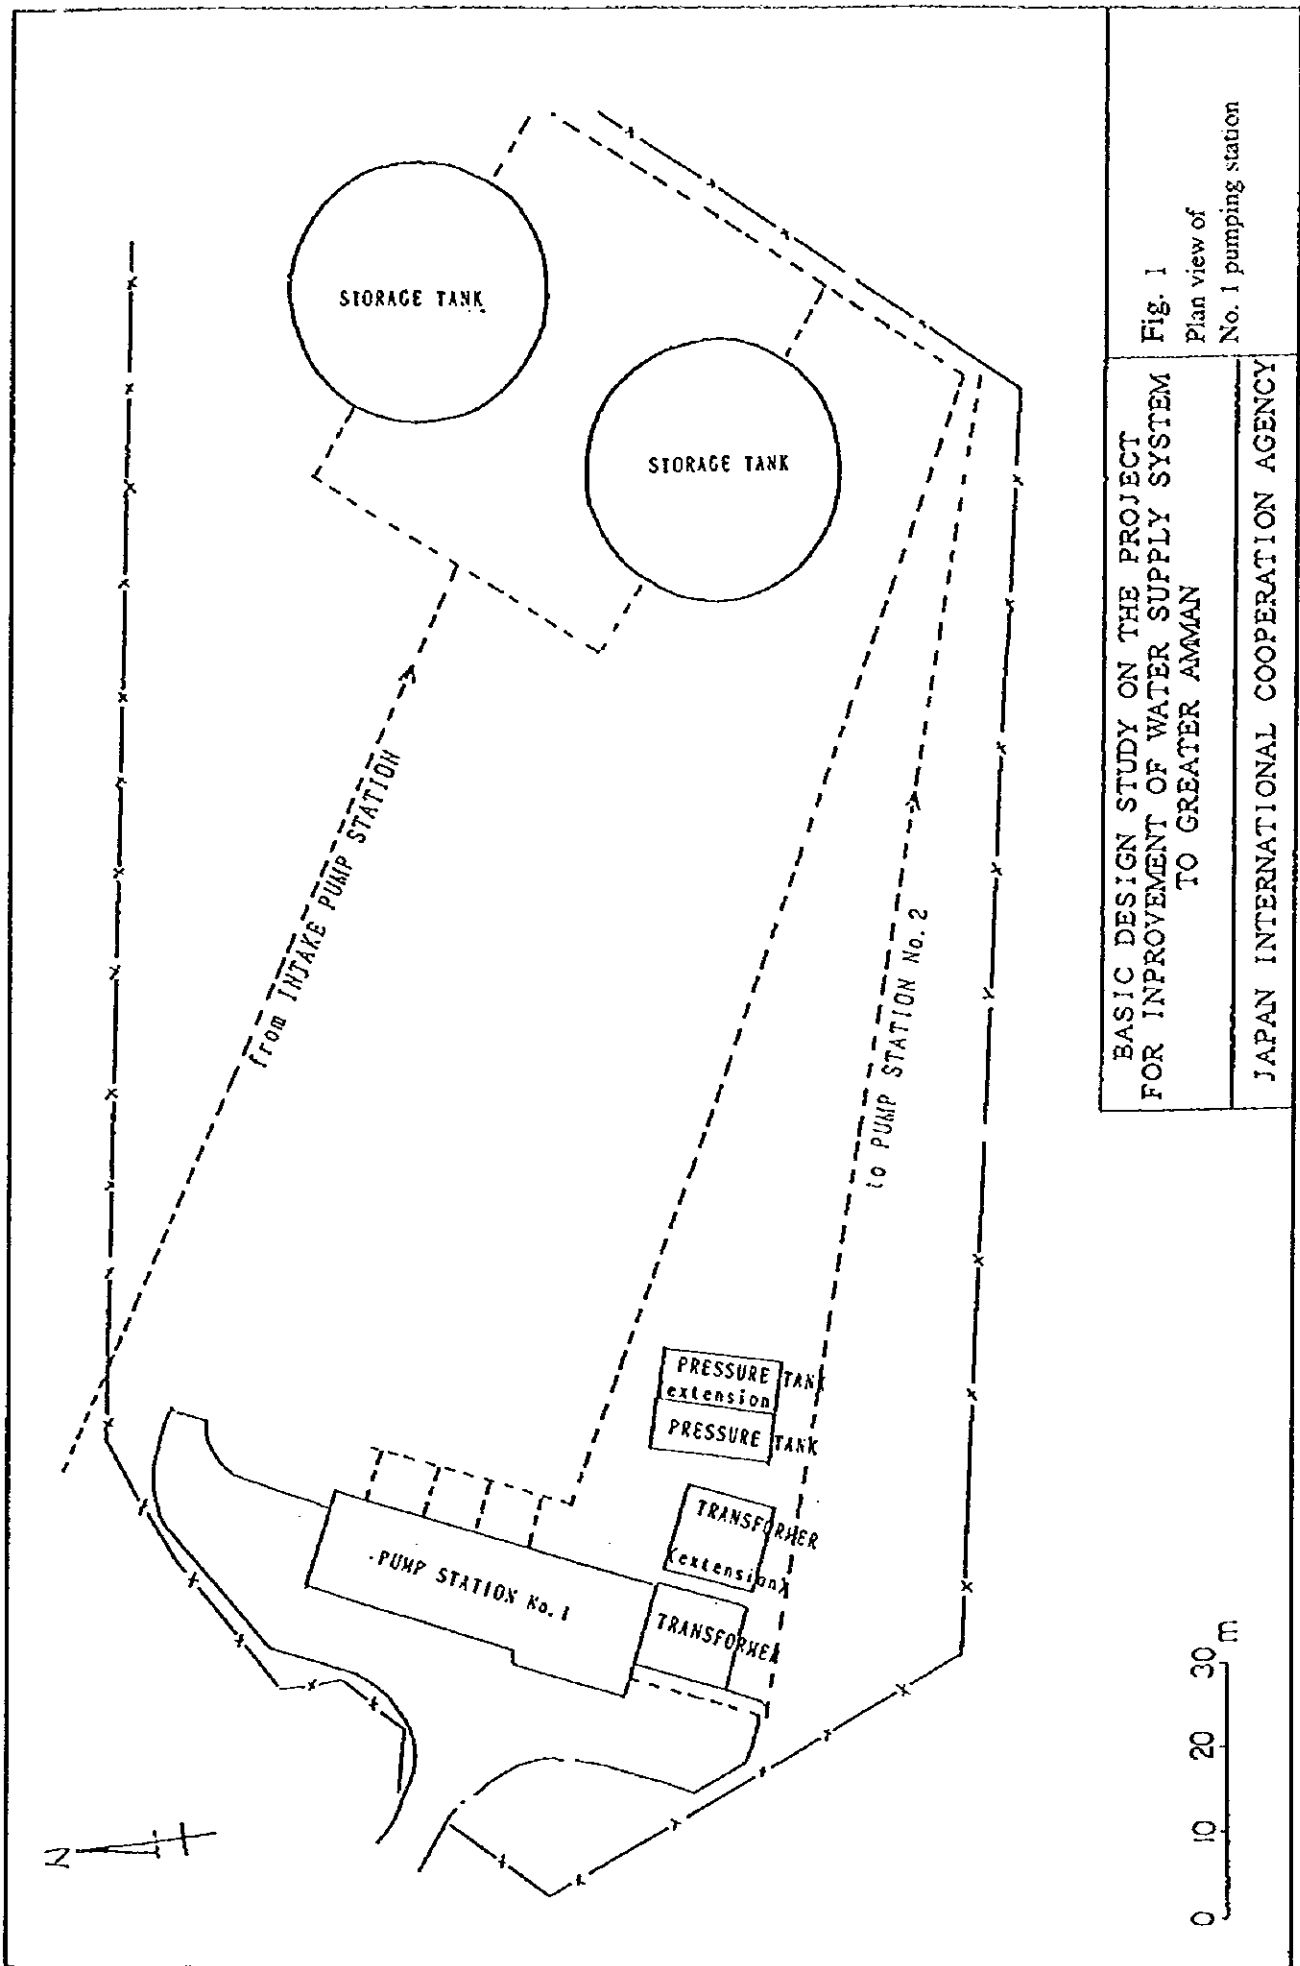 STORAGE TANK
STORAGE TANK
from INTAKE PUMP STATION
to PUMP STATION No.2
PRESSURE TANK
extension
PRESSURE TANK
TRANSFORMER
(extension)
TRANSFORMER
PUMP STATION No.1
N
0 10 20 30 m
BASIC DESIGN STUDY ON THE PROJECT
FOR INPROVEMENT OF WATER SUPPLY SYSTEM
TO GREATER AMMAN
JAPAN INTERNATIONAL COOPERATION AGENCY
Fig. 1
Plan view of
No. 1 pumping station